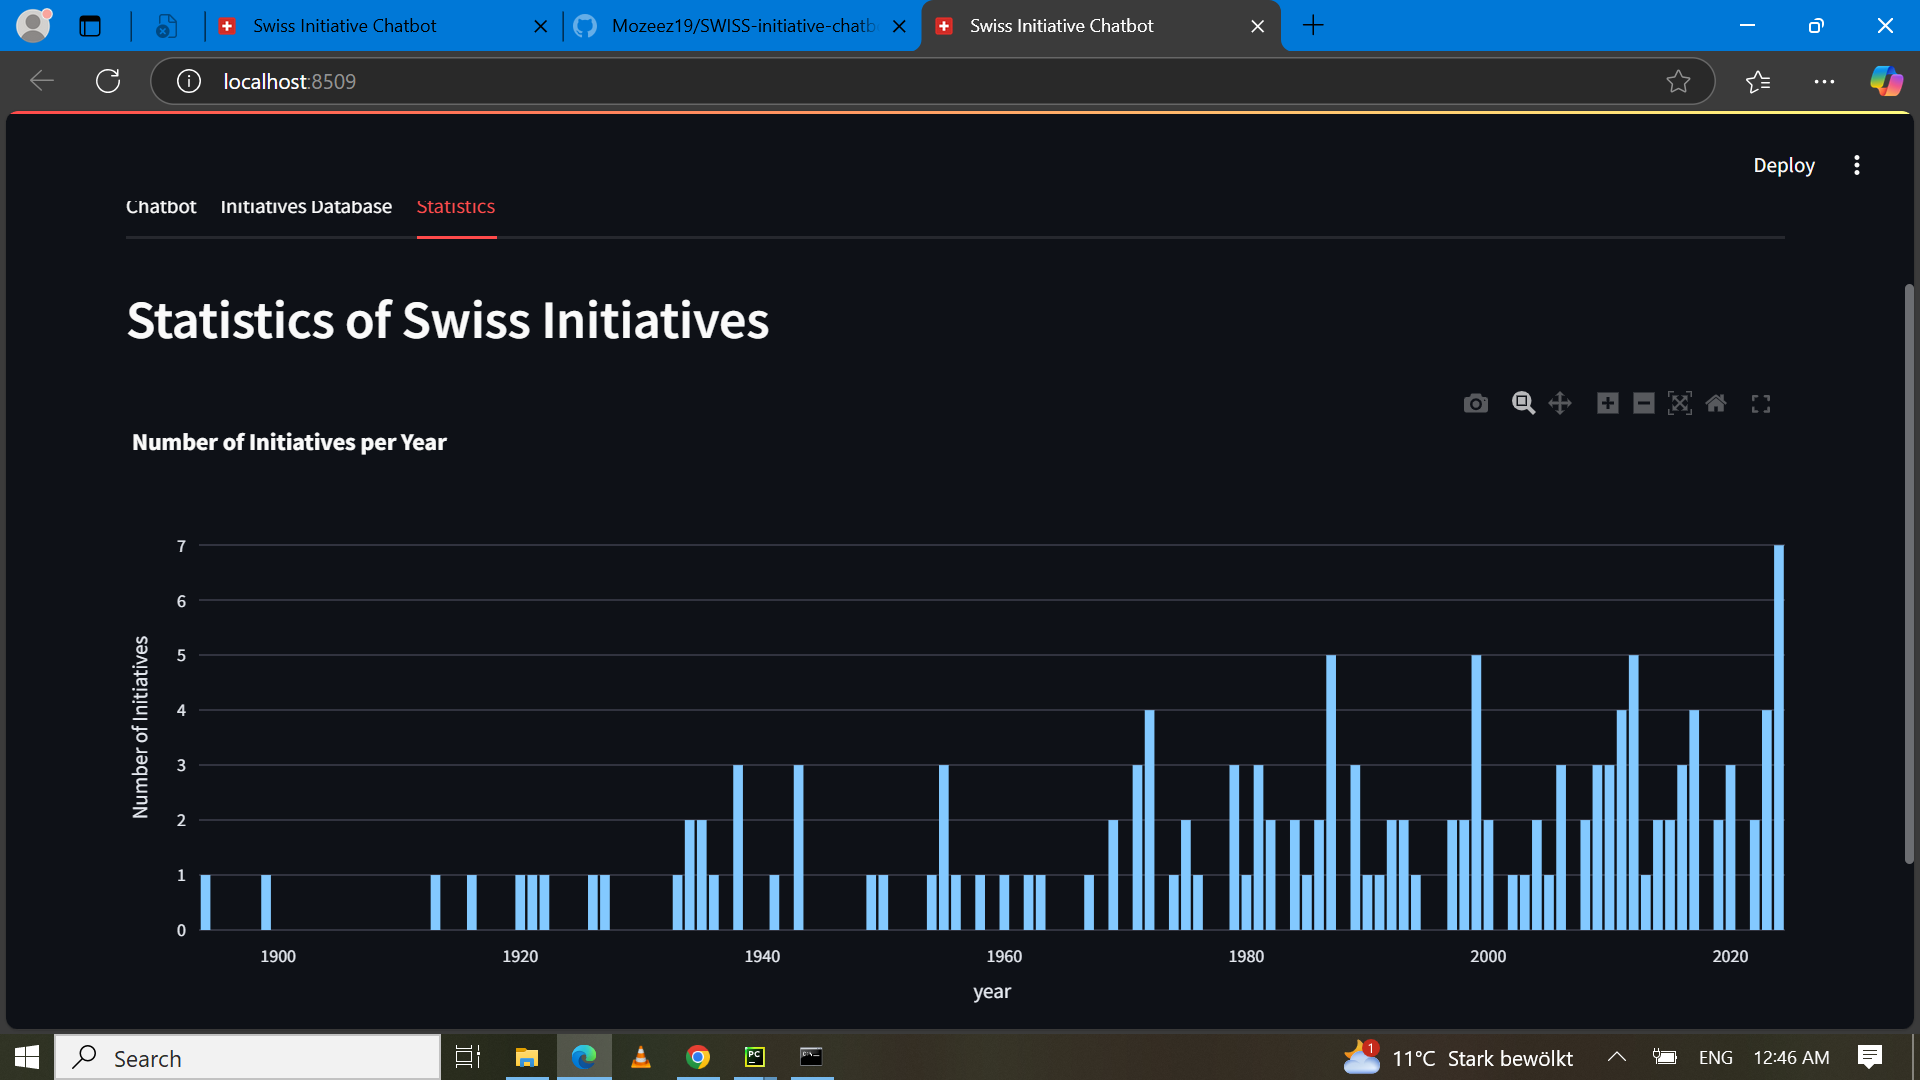 Swiss Initiative Chatbot
Mozeez19/SWISS-initiative-chatb
Swiss Initiative Chatbot
localhost:8509
Deploy
Chatbot Initiatives Database Statistics
Statistics of Swiss Initiatives
Number of Initiatives per Year
Number of Initiatives
7
6
5
4
3
2
1
0
1900 1920 1940 1960 1980 2000 2020
year
Search
PC
1
11°C Stark bewölkt
ENG
12:46 AM